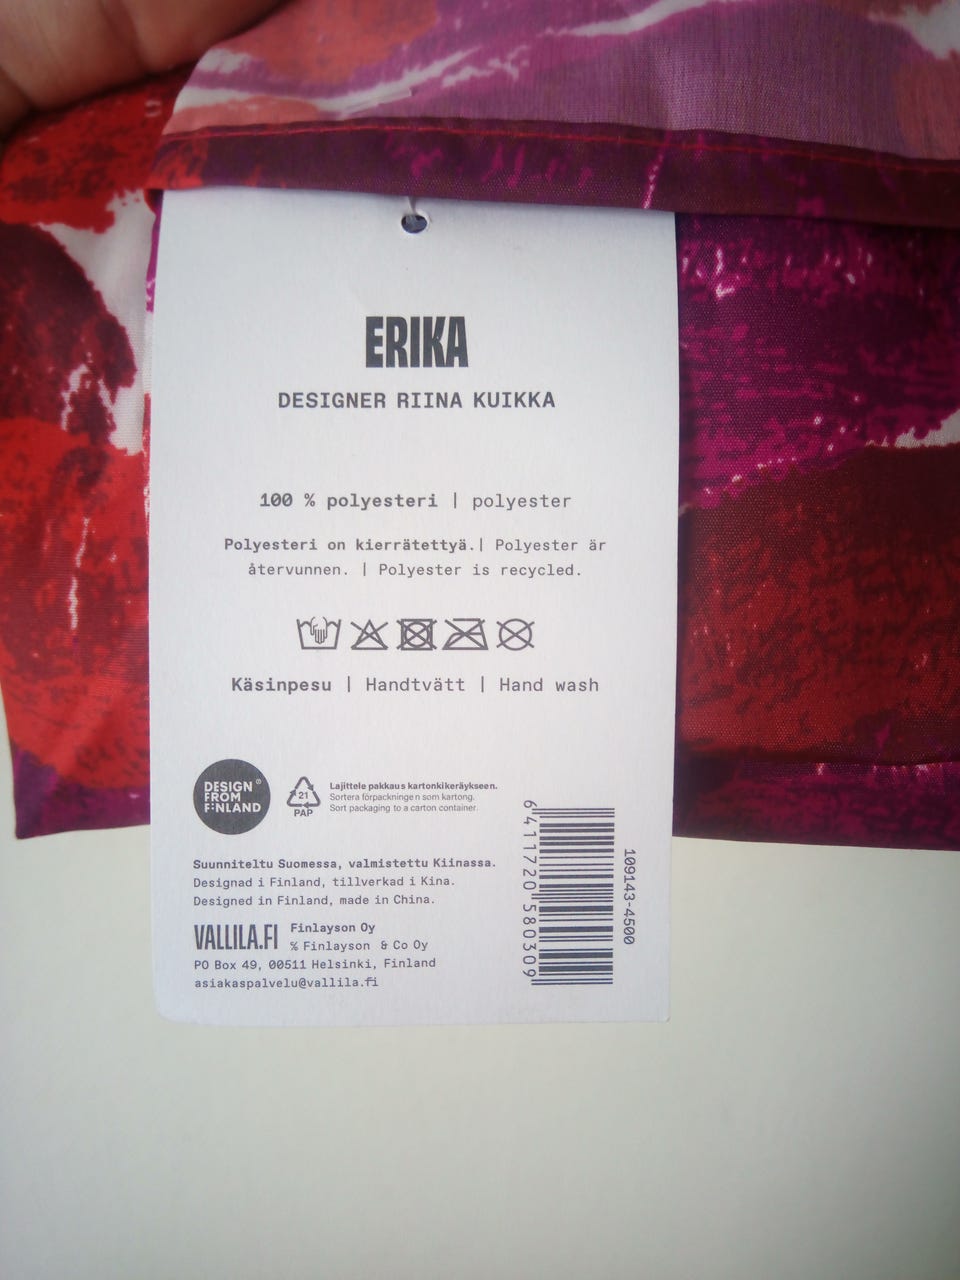 ERIKA
DESIGNER RIINA KUIKKA
100 % polyesteri | polyester
Polyesteri on kierrätettyä.| Polyester är
återvunnen. | Polyester is recycled.
Käsinpesu | Handtvätt | Hand wash
DESIGN®
FROM
FINLAND
21
PAP
Lajittele pakkaus kartonkikeräykseen.
Sortera förpackningen som kartong.
Sort packaging to a carton container.
Suunniteltu Suomessa, valmistettu Kiinassa.
Designad i Finland, tillverkad i Kina.
Designed in Finland, made in China.
VALLILA.FI
Finlayson Oy
% Finlayson & Co Oy
PO Box 49, 00511 Helsinki, Finland
asiakaspalvelu@vallila.fi
6411720580309
109143-4500